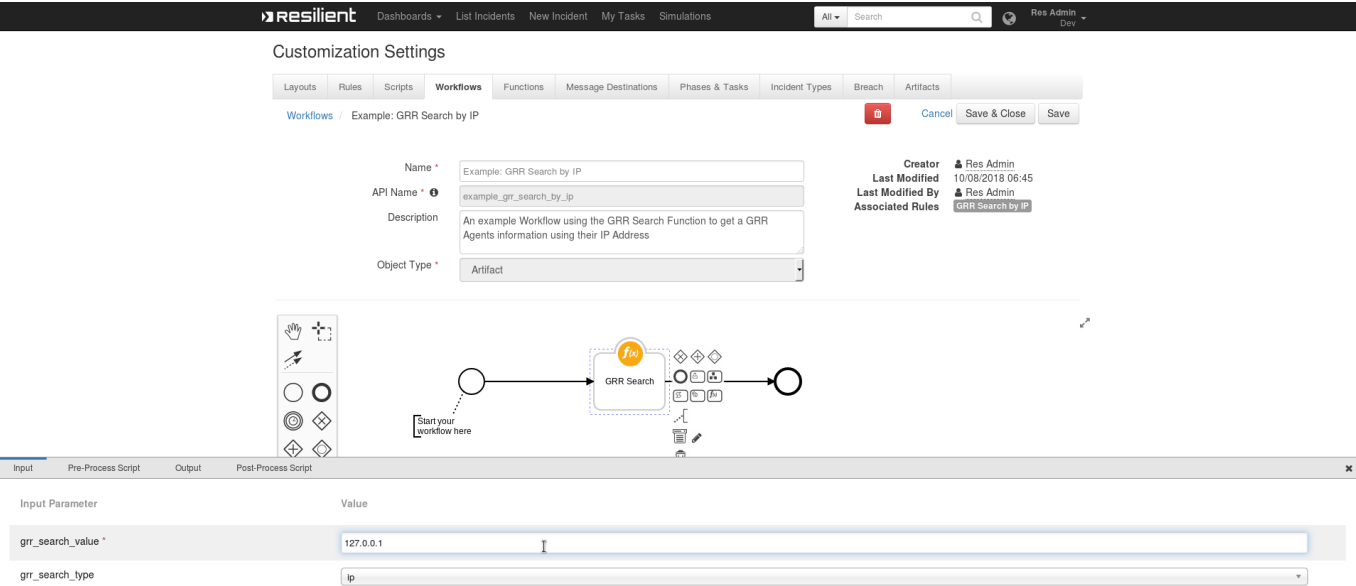 Resilient Dashboards List Incidents New Incident My Tasks Simulations All Search Res Admin
Dev
Customization Settings
Layouts Rules Scripts Workflows Functions Message Destinations Phases & Tasks Incident Types Breach Artifacts
Workflows / Example: GRR Search by IP Cancel Save & Close Save
Name * Example: GRR Search by IP
API Name * example_grr_search_by_ip
Description An example Workflow using the GRR Search Function to get a GRR
Agents information using their IP Address
Object Type * Artifact
Creator Res Admin
Last Modified 10/08/2018 06:45
Last Modified By Res Admin
Associated Rules GRR Search by IP
f(x)
GRR Search
Start your
workflow here
Input Pre-Process Script Output Post-Process Script
Input Parameter Value
grr_search_value * 127.0.0.1
grr_search_type ip